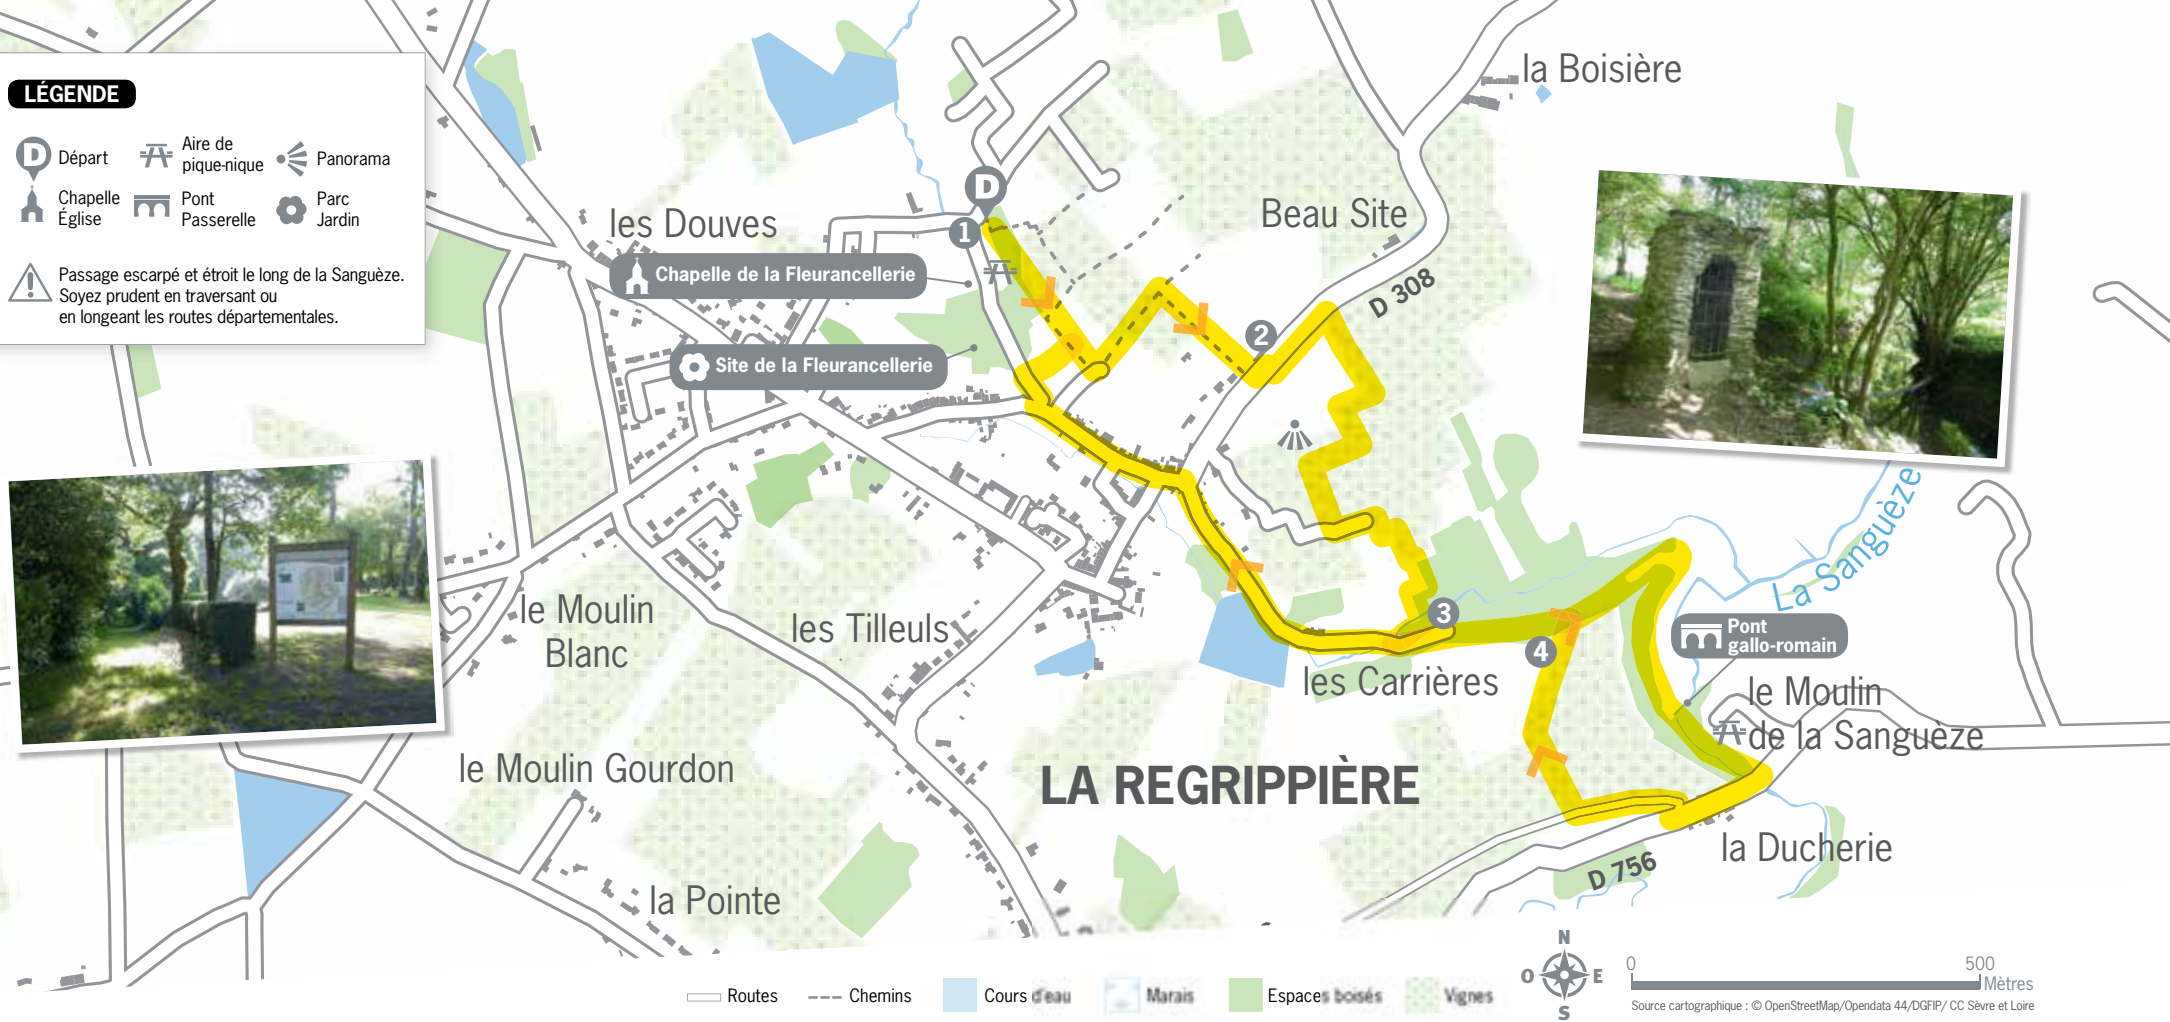 LÉGENDE
D Départ
Aire de
pique-nique
Panorama
Chapelle
Église
Pont
Passerelle
Parc
Jardin
Passage escarpé et étroit le long de la Sanguèze.
Soyez prudent en traversant ou
en longeant les routes départementales.
la Boisière
D
1
les Douves
Beau Site
Chapelle de la Fleurancellerie
D 308
2
Site de la Fleurancellerie
La Sanguèze
le Moulin
Blanc
les Tilleuls
3
4
Pont
gallo-romain
les Carrières
le Moulin
de la Sanguèze
le Moulin Gourdon
LA REGRIPPIÈRE
la Ducherie
D 756
la Pointe
Routes
Chemins
Cours d'eau
Marais
Espaces boisés
Vignes
N
O
E
S
0
500
Mètres
Source cartographique : © OpenStreetMap/Opendata 44/DGFIP/ CC Sèvre et Loire